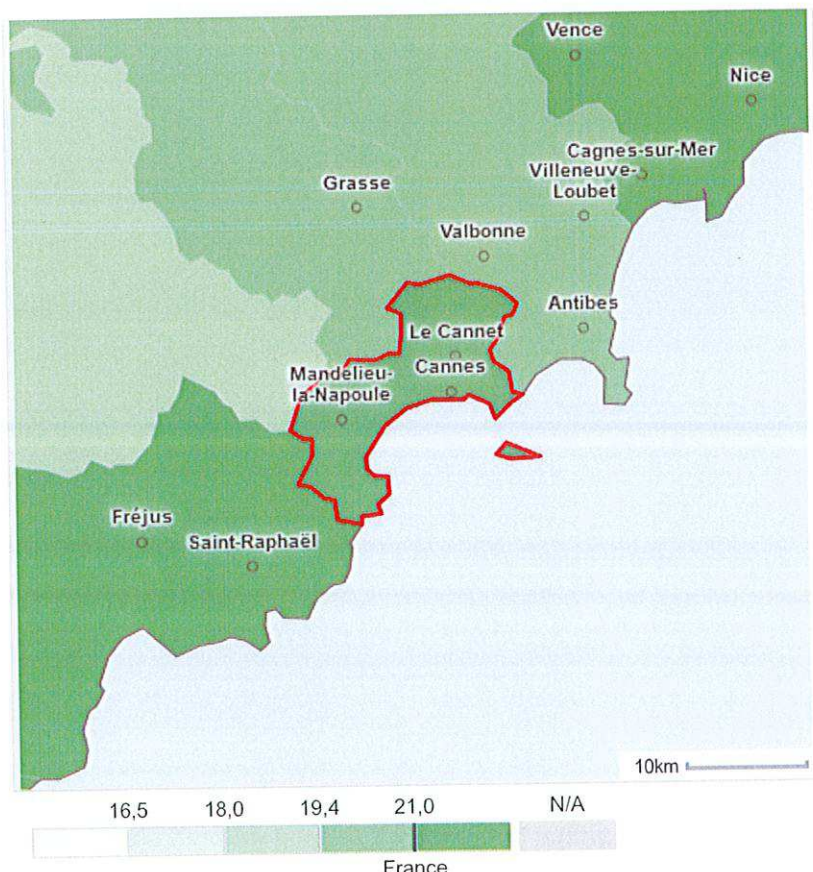 Vence
Nice
Cagnes-sur-Mer
Villeneuve-
Loubet
Grasse
Valbonne
Antibes
Le Cannet
Mandelieu-
la-Napoule
Cannes
Fréjus
Saint-Raphaël
10km
16,5 18,0 19,4 21,0 N/A
France